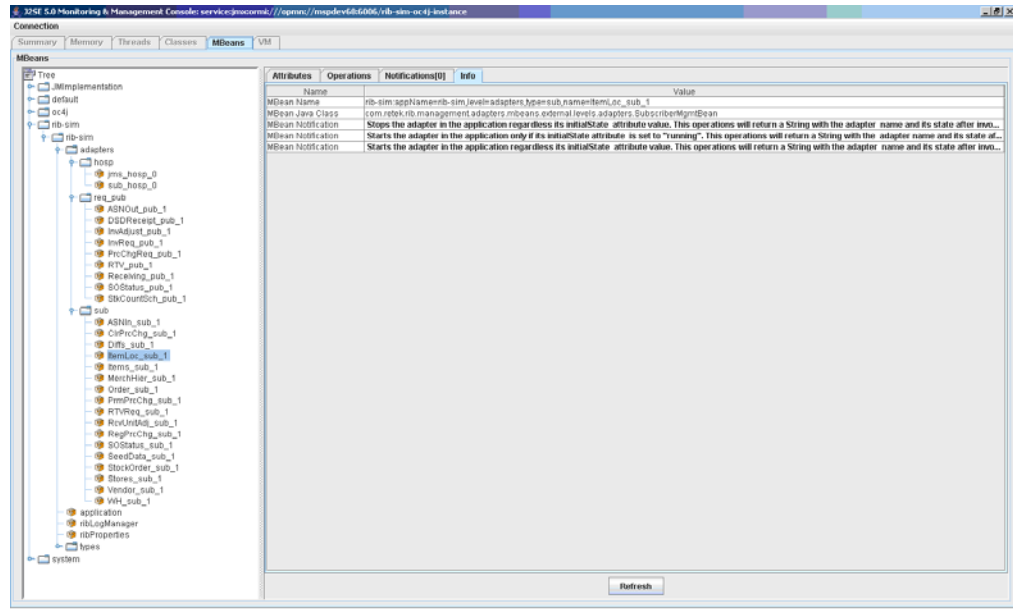 J2SE 5.0 Monitoring & Management Console: service:jmx:ormi:///opmn://mspdev68:6006/rib-sim-oc4j-instance
Connection
Summary Memory Threads Classes MBeans VM
MBeans
Tree
JMImplementation
default
oc4j
rib-sim
rib-sim
adapters
hosp
jms_hosp_0
sub_hosp_0
req_pub
ASNOut_pub_1
DSDReceipt_pub_1
InvAdjust_pub_1
InvReq_pub_1
PrcChgReq_pub_1
RTV_pub_1
Receiving_pub_1
SOStatus_pub_1
StkCountSch_pub_1
sub
ASNIn_sub_1
ClrPrcChg_sub_1
Diffs_sub_1
ItemLoc_sub_1
Items_sub_1
MerchHier_sub_1
Order_sub_1
PrmPrcChg_sub_1
RTVReq_sub_1
RcvUnitAdj_sub_1
RegPrcChg_sub_1
SOStatus_sub_1
SeedData_sub_1
StockOrder_sub_1
Stores_sub_1
Vendor_sub_1
WH_sub_1
application
ribLogManager
ribProperties
types
system
Attributes Operations Notifications[0] Info
Name Value
MBean Name rib-sim:appName=rib-sim,level=adapters,type=sub,name=ItemLoc_sub_1
MBean Java Class com.retek.rib.management.adapters.mbeans.external.levels.adapters.SubscriberMgmtBean
MBean Notification Stops the adapter in the application regardless its initialState attribute value. This operations will return a String with the adapter name and its state after invo...
MBean Notification Starts the adapter in the application only if its initialState attribute is set to "running". This operations will return a String with the adapter name and its state af...
MBean Notification Starts the adapter in the application regardless its initialState attribute value. This operations will return a String with the adapter name and its state after invo...
Refresh